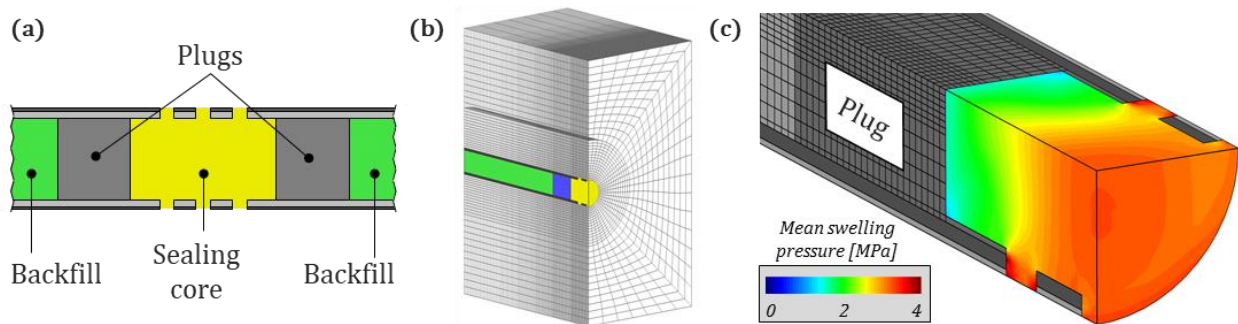 (a)
Plugs
Backfill
Sealing
core
Backfill
(b)
(c)
Plug
Mean swelling
pressure [MPa]
0
2
4